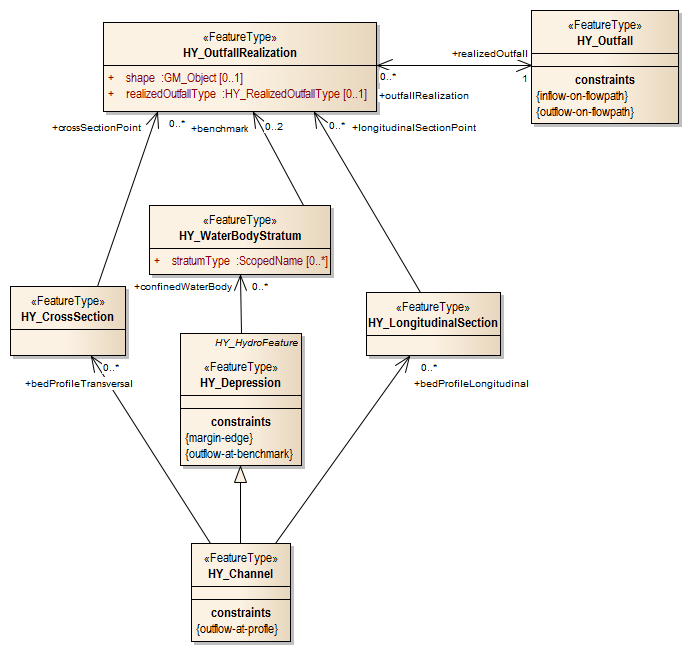 «FeatureType»
HY_OutfallRealization
+ shape :GM_Object [0..1]
+ realizedOutfallType :HY_RealizedOutfallType [0..1]
«FeatureType»
HY_Outfall
constraints
{inflow-on-flowpath}
{outflow-on-flowpath}
+realizedOutfall
1
0..*
+outfallRealization
+crossSectionPoint
0..*
+benchmark
0..2
0..*
+longitudinalSectionPoint
«FeatureType»
HY_WaterBodyStratum
+ stratumType :ScopedName [0..*]
+confinedWaterBody
0..*
«FeatureType»
HY_CrossSection
«FeatureType»
HY_LongitudinalSection
HY_HydroFeature
«FeatureType»
HY_Depression
constraints
{margin-edge}
{outflow-at-benchmark}
0..*
+bedProfileTransversal
0..*
+bedProfileLongitudinal
«FeatureType»
HY_Channel
constraints
{outflow-at-profle}